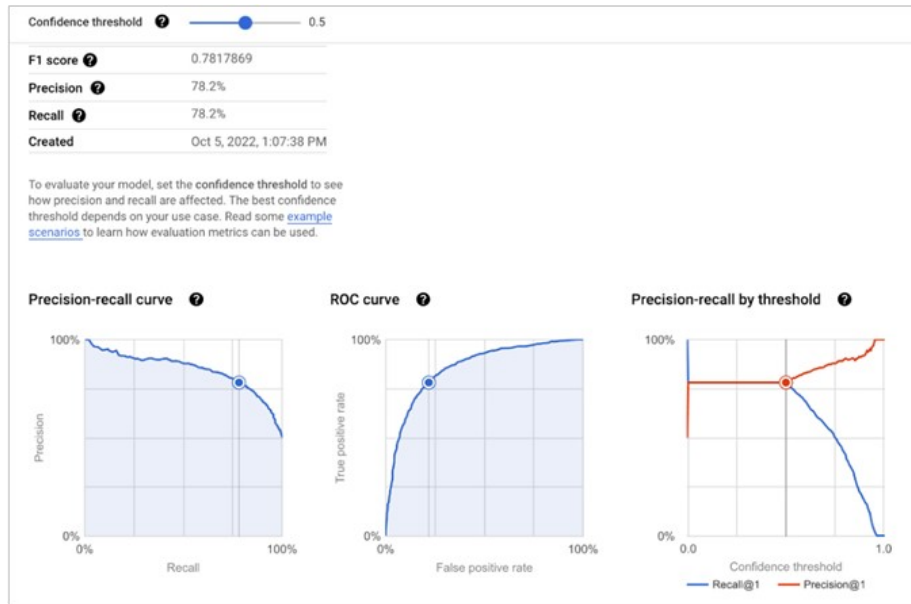 Confidence threshold ? 0.5
F1 score ? 0.7817869
Precision ? 78.2%
Recall ? 78.2%
Created Oct 5, 2022, 1:07:38 PM
To evaluate your model, set the confidence threshold to see
how precision and recall are affected. The best confidence
threshold depends on your use case. Read some example
scenarios to learn how evaluation metrics can be used.
Precision-recall curve ?
100%
Precision
0%
0% 100%
Recall
ROC curve ?
100%
True positive rate
0%
0% 100%
False positive rate
Precision-recall by threshold ?
100%
0%
0.0 1.0
Confidence threshold
Recall@1 Precision@1